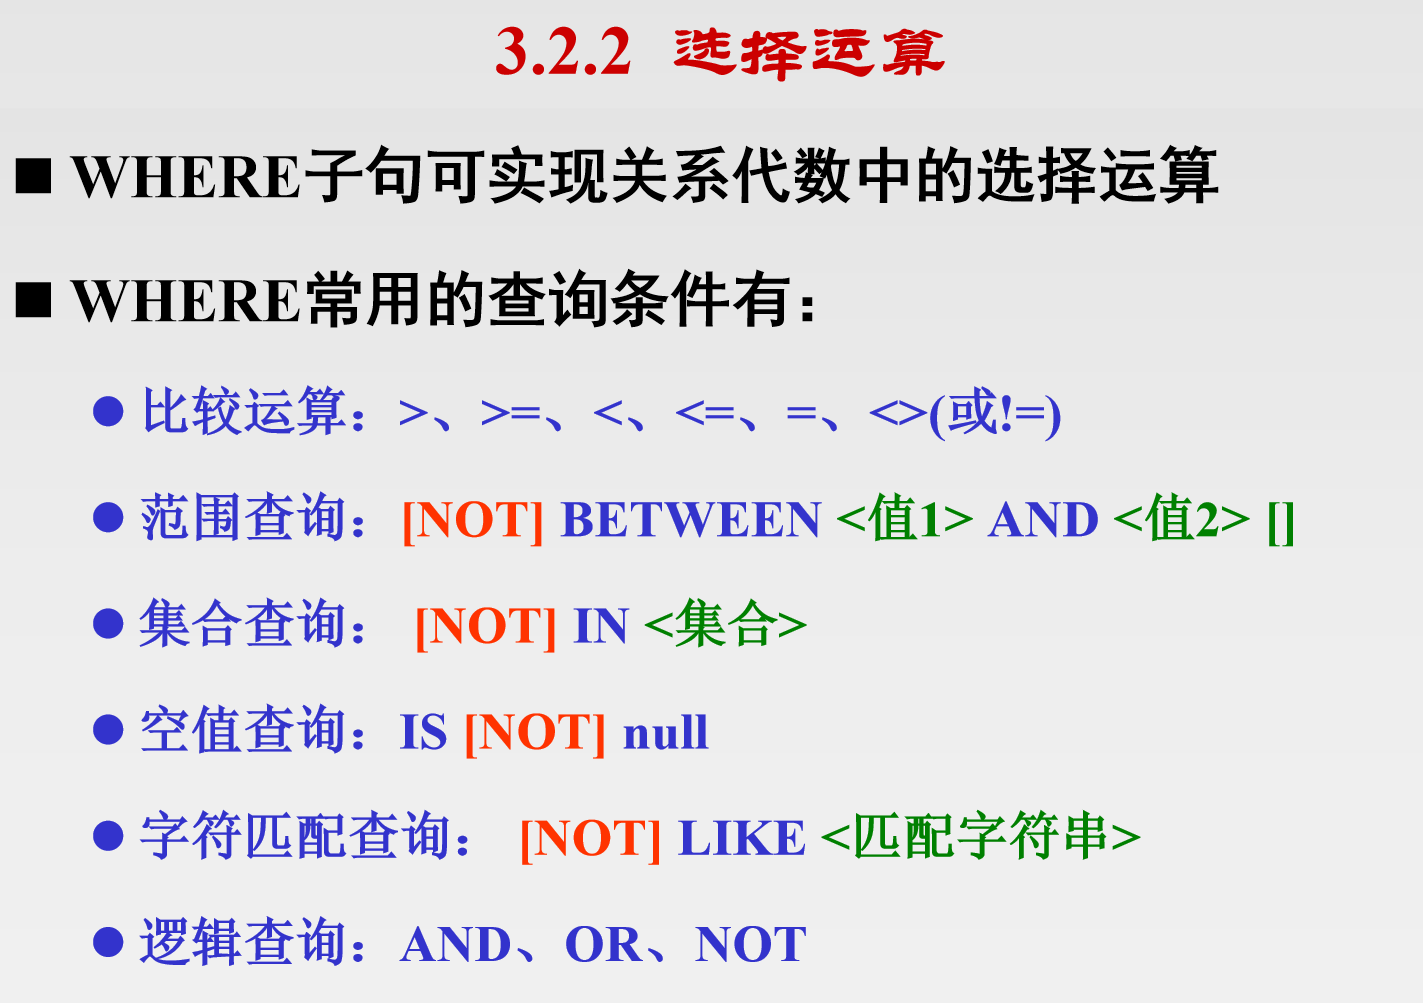 3.2.2 选择运算
■ WHERE子句可实现关系代数中的选择运算
■ WHERE常用的查询条件有：
● 比较运算：>、>=、<、<=、=、<>(或!=)
● 范围查询：[NOT] BETWEEN <值1> AND <值2> []
● 集合查询： [NOT] IN <集合>
● 空值查询：IS [NOT] null
● 字符匹配查询： [NOT] LIKE <匹配字符串>
● 逻辑查询：AND、OR、NOT